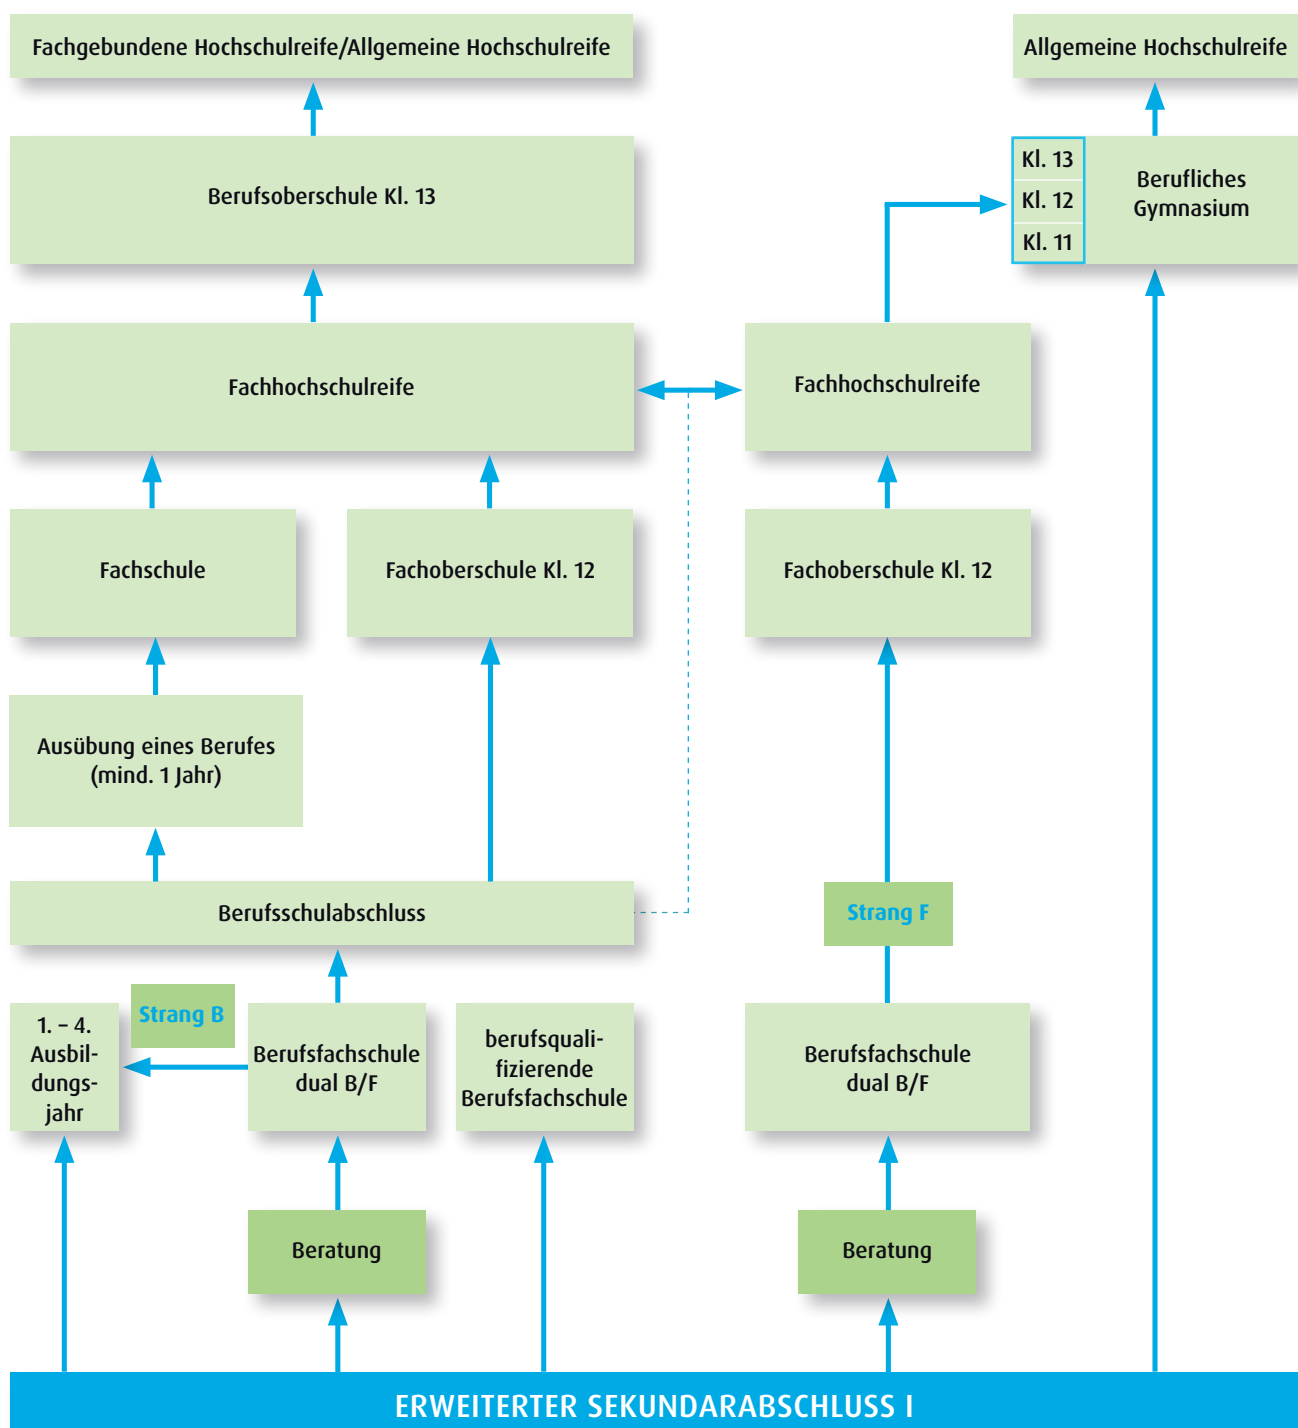 Fachgebundene Hochschulreife/Allgemeine Hochschulreife
Allgemeine Hochschulreife
Berufsoberschule Kl. 13
Kl. 13
Kl. 12
Kl. 11
Berufliches
Gymnasium
Fachhochschulreife
Fachhochschulreife
Fachschule
Fachoberschule Kl. 12
Fachoberschule Kl. 12
Ausübung eines Berufes
(mind. 1 Jahr)
Berufsschulabschluss
Strang F
1. – 4.
Ausbil-
dungs-
jahr
Strang B
Berufsfachschule
dual B/F
berufsquali-
fizierende
Berufsfachschule
Berufsfachschule
dual B/F
Beratung
Beratung
ERWEITERTER SEKUNDARABSCHLUSS I